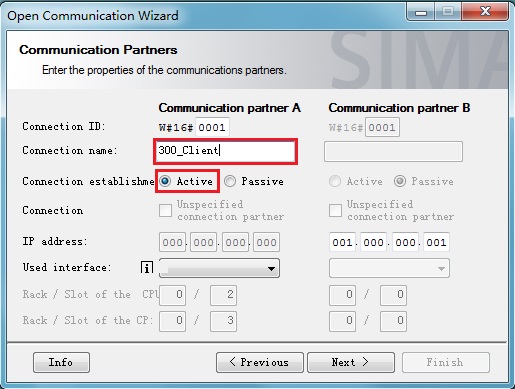 Open Communication Wizard
Communication Partners
Enter the properties of the communications partners.
SIMA
Communication partner A Communication partner B
Connection ID: W#16# 0001 W#16# 0001
Connection name: 300_Client
Connection establishme Active Passive Active Passive
Connection Unspecified connection partner Unspecified connection partner
IP address: 000. 000. 000. 000 001. 000. 000. 001
Used interface: i
Rack / Slot of the CPU 0 / 2 0 / 0
Rack / Slot of the CP: 0 / 3 0 / 0
Info < Previous Next > Finish